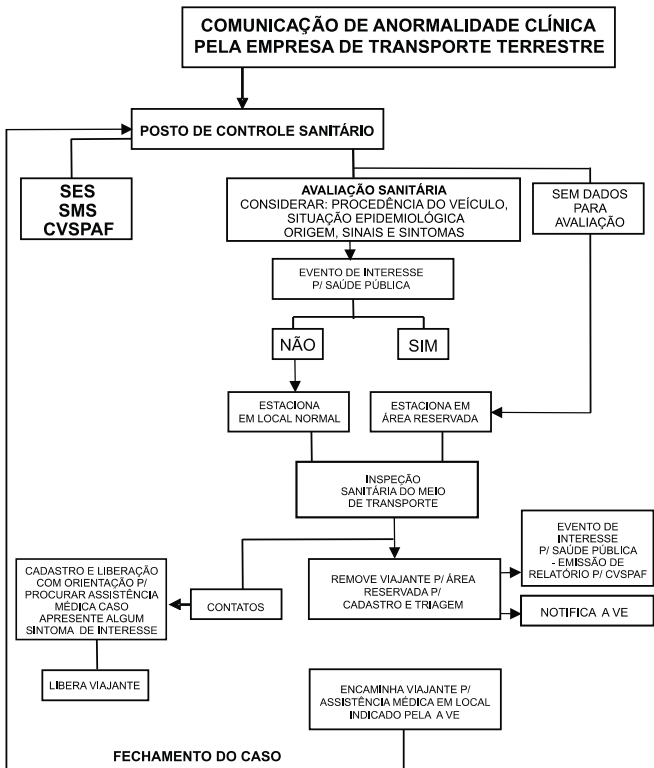 COMUNICAÇÃO DE ANORMALIDADE CLÍNICA
PELA EMPRESA DE TRANSPORTE TERRESTRE
POSTO DE CONTROLE SANITÁRIO
SES
SMS
CVSPAF
AVALIAÇÃO SANITÁRIA
CONSIDERAR: PROCEDÊNCIA DO VEÍCULO,
SITUAÇÃO EPIDEMIOLÓGICA
ORIGEM, SINAIS E SINTOMAS
SEM DADOS
PARA
AVALIAÇÃO
EVENTO DE INTERESSE
P/ SAÚDE PÚBLICA
NÃO
SIM
ESTACIONA
EM LOCAL NORMAL
ESTACIONA EM
ÁREA RESERVADA
INSPEÇÃO
SANITÁRIA DO MEIO
DE TRANSPORTE
EVENTO DE
INTERESSE
P/ SAÚDE PÚBLICA
- EMISSÃO DE
RELATÓRIO P/ CVSPAF
CADASTRO E LIBERAÇÃO
COM ORIENTAÇÃO P/
PROCURAR ASSISTÊNCIA
MÉDICA CASO
APRESENTE ALGUM
SINTOMA DE INTERESSE
CONTATOS
REMOVE VIAJANTE P/ ÁREA
RESERVADA P/
CADASTRO E TRIAGEM
NOTIFICA A VE
LIBERA VIAJANTE
ENCAMINHA VIAJANTE P/
ASSISTÊNCIA MÉDICA EM LOCAL
INDICADO PELA A VE
FECHAMENTO DO CASO